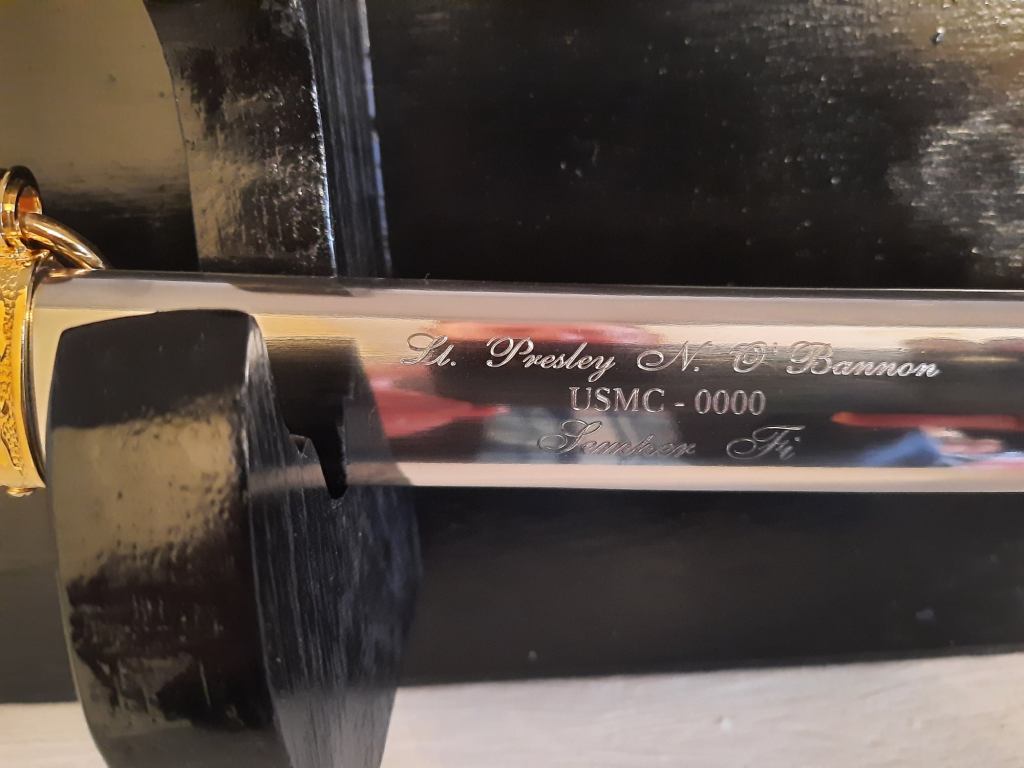 Lt. Presley N. O'Bannon
USMC - 0000
Semper Fi